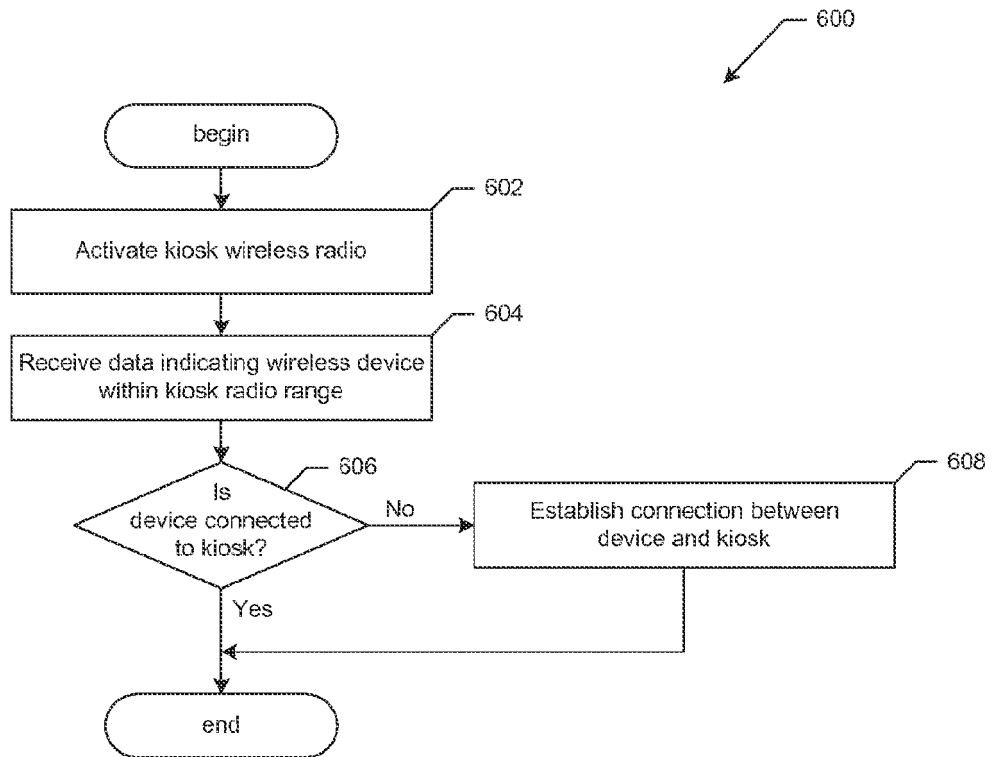 600
begin
602
Activate kiosk wireless radio
604
Receive data indicating wireless device
within kiosk radio range
606
Is
device connected
to kiosk?
No
608
Establish connection between
device and kiosk
Yes
end